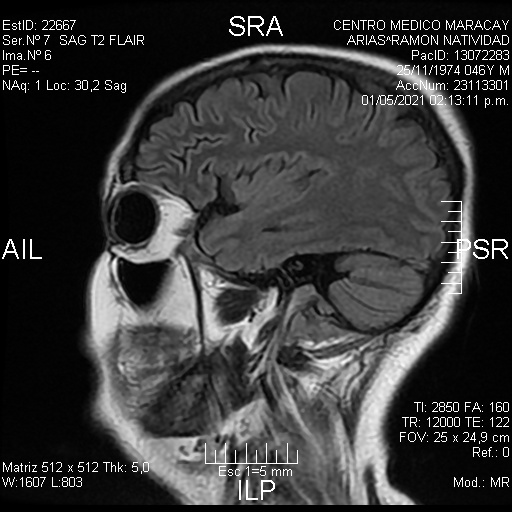 EstID: 22667
Ser.Nº 7 SAG T2 FLAIR
Ima.Nº 6
PE= --
NAq: 1 Loc: 30,2 Sag
SRA
CENTRO MEDICO MARACAY
ARIAS^RAMON NATIVIDAD
PacID: 13072283
25/11/1974 046Y M
AccNum: 23113301
01/05/2021 02:13:11 p.m.
AIL
PSR
TI: 2850 FA: 160
TR: 12000 TE: 122
FOV: 25 x 24,9 cm
Ref.: 0
Matriz 512 x 512 Thk: 5,0
W:1607 L:803
Esc 1=5 mm
ILP
Mod.: MR